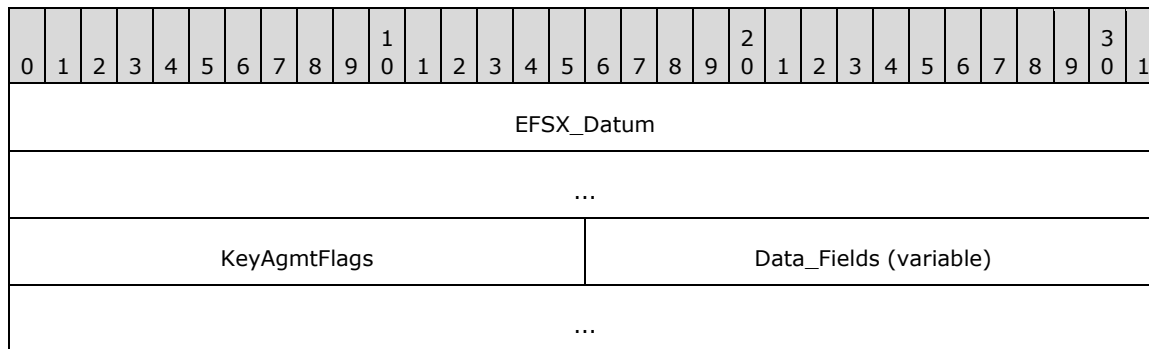 1 2 3
0 1 2 3 4 5 6 7 8 9 0 1 2 3 4 5 6 7 8 9 0 1 2 3 4 5 6 7 8 9 0 1
EFSX_Datum
...
KeyAgmtFlags Data_Fields (variable)
...